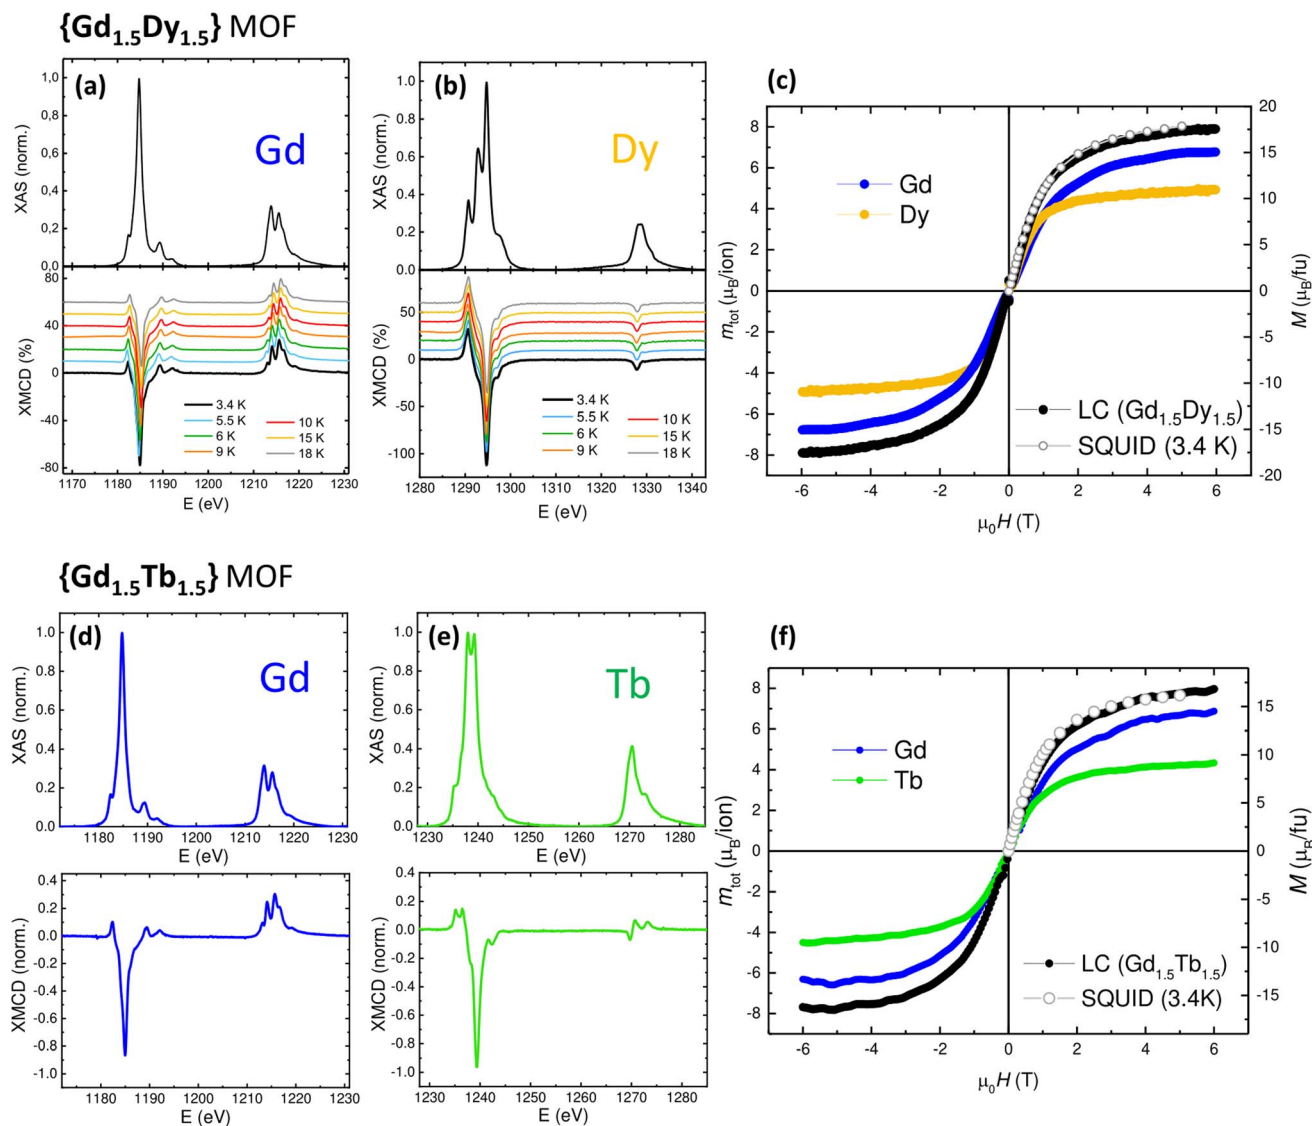 {Gd1.5Dy1.5} MOF
(a)
Gd
XAS (norm.)
1.0
0.8
0.6
0.4
0.2
0.0
XMCD (%)
80
40
0
-40
-80
3.4 K
5.5 K
6 K
9 K
10 K
15 K
18 K
1170 1180 1190 1200 1210 1220 1230
E (eV)
(b)
Dy
XAS (norm.)
1.0
0.8
0.6
0.4
0.2
0.0
XMCD (%)
50
0
-50
-100
3.4 K
5.5 K
6 K
9 K
10 K
15 K
18 K
1280 1290 1300 1310 1320 1330 1340
E (eV)
(c)
Gd
Dy
mtot (μB/ion)
8
6
4
2
0
-2
-4
-6
-8
M (μB/fu)
20
15
10
5
0
-5
-10
-15
-20
LC (Gd1.5Dy1.5)
SQUID (3.4 K)
-6 -4 -2 0 2 4 6
μ0H (T)
{Gd1.5Tb1.5} MOF
(d)
Gd
XAS (norm.)
1.0
0.8
0.6
0.4
0.2
0.0
1180 1190 1200 1210 1220 1230
E (eV)
XMCD (norm.)
0.4
0.2
0.0
-0.2
-0.4
-0.6
-0.8
-1.0
1180 1190 1200 1210 1220 1230
E (eV)
(e)
Tb
XAS (norm.)
1.0
0.8
0.6
0.4
0.2
0.0
1230 1240 1250 1260 1270 1280
E (eV)
XMCD (norm.)
0.4
0.2
0.0
-0.2
-0.4
-0.6
-0.8
-1.0
1230 1240 1250 1260 1270 1280
E (eV)
(f)
Gd
Tb
mtot (μB/ion)
8
6
4
2
0
-2
-4
-6
-8
M (μB/fu)
15
10
5
0
-5
-10
-15
LC (Gd1.5Tb1.5)
SQUID (3.4K)
-6 -4 -2 0 2 4 6
μ0H (T)